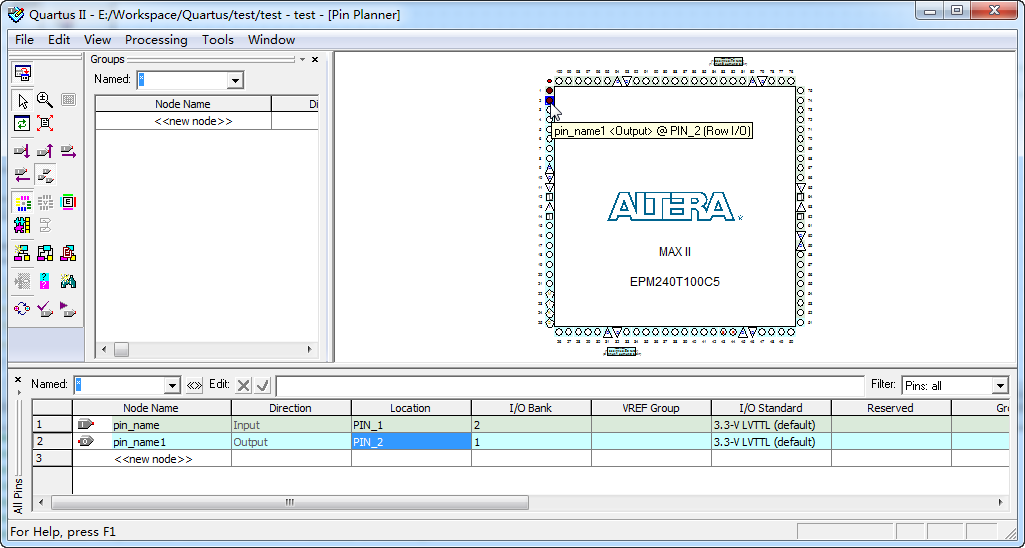 Quartus II - E:/Workspace/Quartus/test/test - test - [Pin Planner]
File Edit View Processing Tools Window
Groups
Named: *
Node Name Di
<<new node>>
pin_name1 <Output> @ PIN_2 (Row I/O)
ALTERA
MAX II
EPM240T100C5
Named: * Edit: Filter: Pins: all
Node Name Direction Location I/O Bank VREF Group I/O Standard Reserved Gro
1 pin_name Input PIN_1 2 3.3-V LVTTL (default)
2 pin_name1 Output PIN_2 1 3.3-V LVTTL (default)
3 <<new node>>
All Pins
For Help, press F1